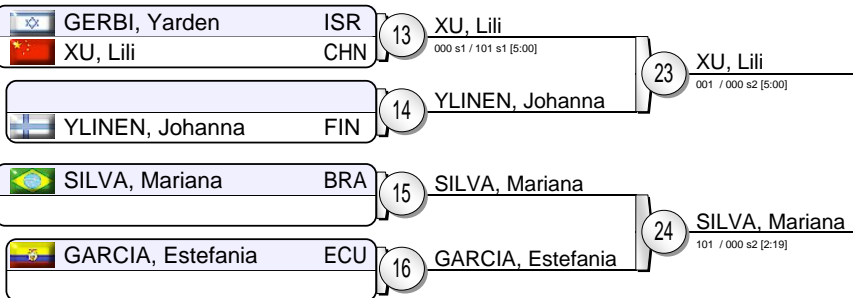 GERBI, Yarden ISR
XU, Lili CHN
13
XU, Lili
000 s1 / 101 s1 [5:00]
23
XU, Lili
001 / 000 s2 [5:00]
14
YLINEN, Johanna
YLINEN, Johanna FIN
SILVA, Mariana BRA
15
SILVA, Mariana
24
SILVA, Mariana
101 / 000 s2 [2:19]
GARCIA, Estefania ECU
16
GARCIA, Estefania